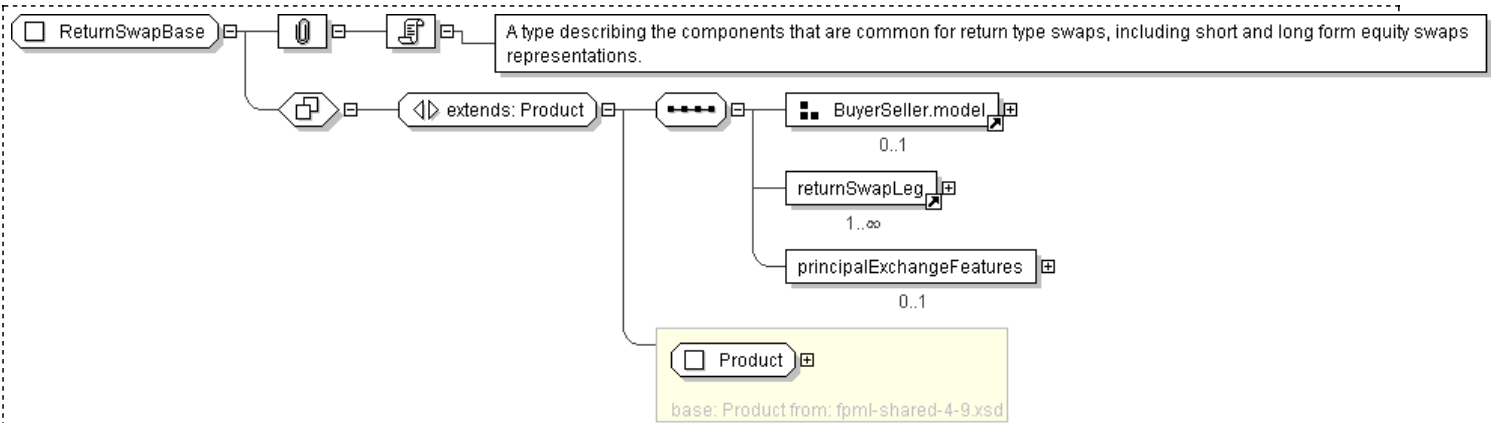 ReturnSwapBase
A type describing the components that are common for return type swaps, including short and long form equity swaps
representations.
extends: Product
BuyerSeller.model
0..1
returnSwapLeg
1..∞
principalExchangeFeatures
0..1
Product
base: Product from: fpml-shared-4-9.xsd